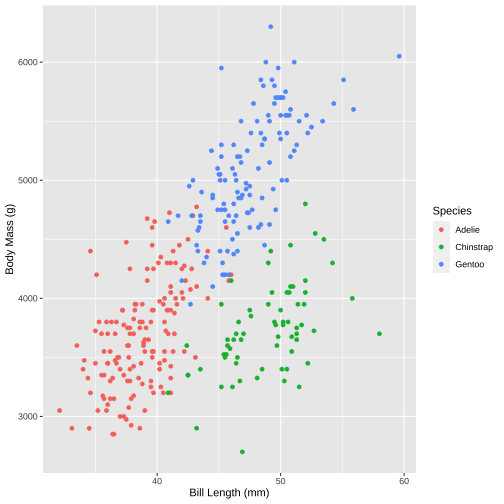 6000
5000
4000
3000
Body Mass (g)
40
50
60
Bill Length (mm)
Species
Adelie
Chinstrap
Gentoo